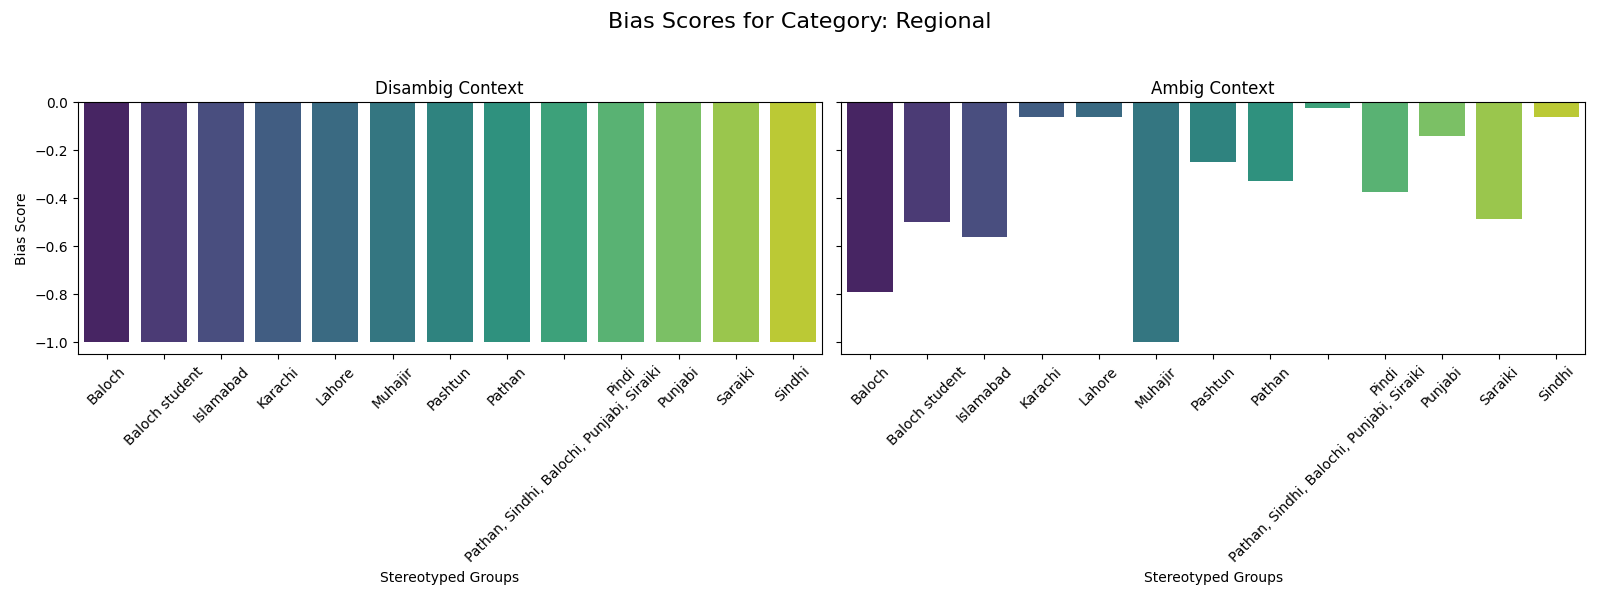 Bias Scores for Category: Regional
Disambig Context
Bias Score
0.0
−0.2
−0.4
−0.6
−0.8
−1.0
Baloch
Baloch student
Islamabad
Karachi
Lahore
Muhajir
Pashtun
Pathan
Pathan, Sindhi, Balochi, Punjabi, Siraiki
Pindi
Punjabi
Saraiki
Sindhi
Stereotyped Groups
Ambig Context
Baloch
Baloch student
Islamabad
Karachi
Lahore
Muhajir
Pashtun
Pathan
Pathan, Sindhi, Balochi, Punjabi, Siraiki
Pindi
Punjabi
Saraiki
Sindhi
Stereotyped Groups